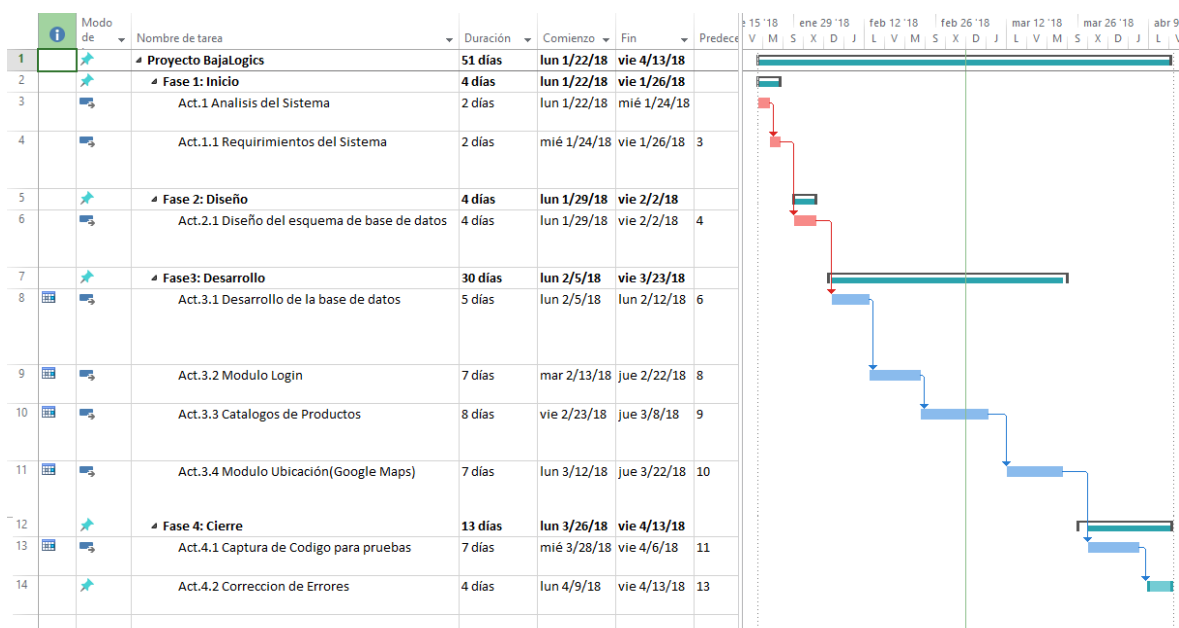 Modo de Nombre de tarea Duración Comienzo Fin Predece
15 '18 ene 29 '18 feb 12 '18 feb 26 '18 mar 12 '18 mar 26 '18 abr 9
V M S X D J L V M S X D J L V M S X D J L V
1 Proyecto BajaLogics 51 días lun 1/22/18 vie 4/13/18
2 Fase 1: Inicio 4 días lun 1/22/18 vie 1/26/18
3 Act.1 Analisis del Sistema 2 días lun 1/22/18 mié 1/24/18
4 Act.1.1 Requirimientos del Sistema 2 días mié 1/24/18 vie 1/26/18 3
5 Fase 2: Diseño 4 días lun 1/29/18 vie 2/2/18
6 Act.2.1 Diseño del esquema de base de datos 4 días lun 1/29/18 vie 2/2/18 4
7 Fase3: Desarrollo 30 días lun 2/5/18 vie 3/23/18
8 Act.3.1 Desarrollo de la base de datos 5 días lun 2/5/18 lun 2/12/18 6
9 Act.3.2 Modulo Login 7 días mar 2/13/18 jue 2/22/18 8
10 Act.3.3 Catalogos de Productos 8 días vie 2/23/18 jue 3/8/18 9
11 Act.3.4 Modulo Ubicación(Google Maps) 7 días lun 3/12/18 jue 3/22/18 10
12 Fase 4: Cierre 13 días lun 3/26/18 vie 4/13/18
13 Act.4.1 Captura de Codigo para pruebas 7 días mié 3/28/18 vie 4/6/18 11
14 Act.4.2 Correccion de Errores 4 días lun 4/9/18 vie 4/13/18 13